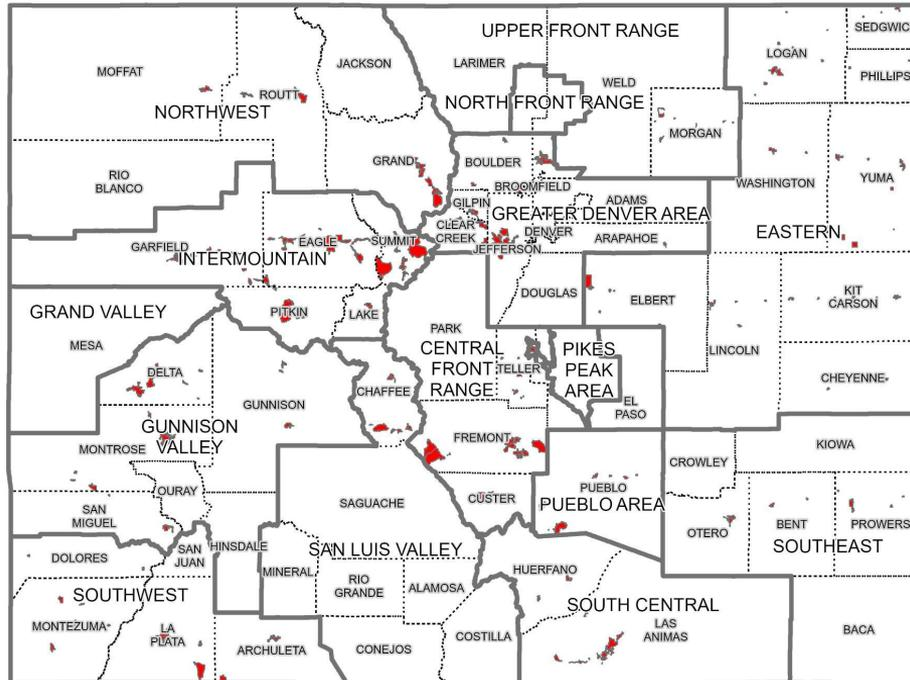 UPPER FRONT RANGE
SEDGWIC
LOGAN
JACKSON
LARIMER
MOFFAT
PHILLIPS
WELD
ROUTT
NORTHWEST
NORTH FRONT RANGE
MORGAN
GRAND
BOULDER
RIO
BLANCO
BROOMFIELD
WASHINGTON
YUMA
GILPIN
ADAMS
GREATER DENVER AREA
CLEAR
CREEK
DENVER
EASTERN
GARFIELD
EAGLE
SUMMIT
ARAPAHOE
JEFFERSON
INTERMOUNTAIN
DOUGLAS
ELBERT
KIT
CARSON
GRAND VALLEY
PITKIN
LAKE
PARK
MESA
CENTRAL
FRONT
RANGE
PIKES
PEAK
AREA
LINCOLN
TELLER
DELTA
CHEYENNE
CHAFFEE
GUNNISON
EL
PASO
GUNNISON
VALLEY
MONTROSE
FREMONT
KIOWA
CROWLEY
OURAY
PUEBLO
CUSTER
PUEBLO AREA
SAGUACHE
SAN
MIGUEL
OTERO
BENT
PROWERS
SOUTHEAST
DOLORES
SAN
JUAN
HINSDALE
SAN LUIS VALLEY
MINERAL
RIO
GRANDE
ALAMOSA
HUERFANO
SOUTHWEST
SOUTH CENTRAL
MONTEZUMA
LA
PLATA
LAS
ANIMAS
ARCHULETA
CONEJOS
COSTILLA
BACA